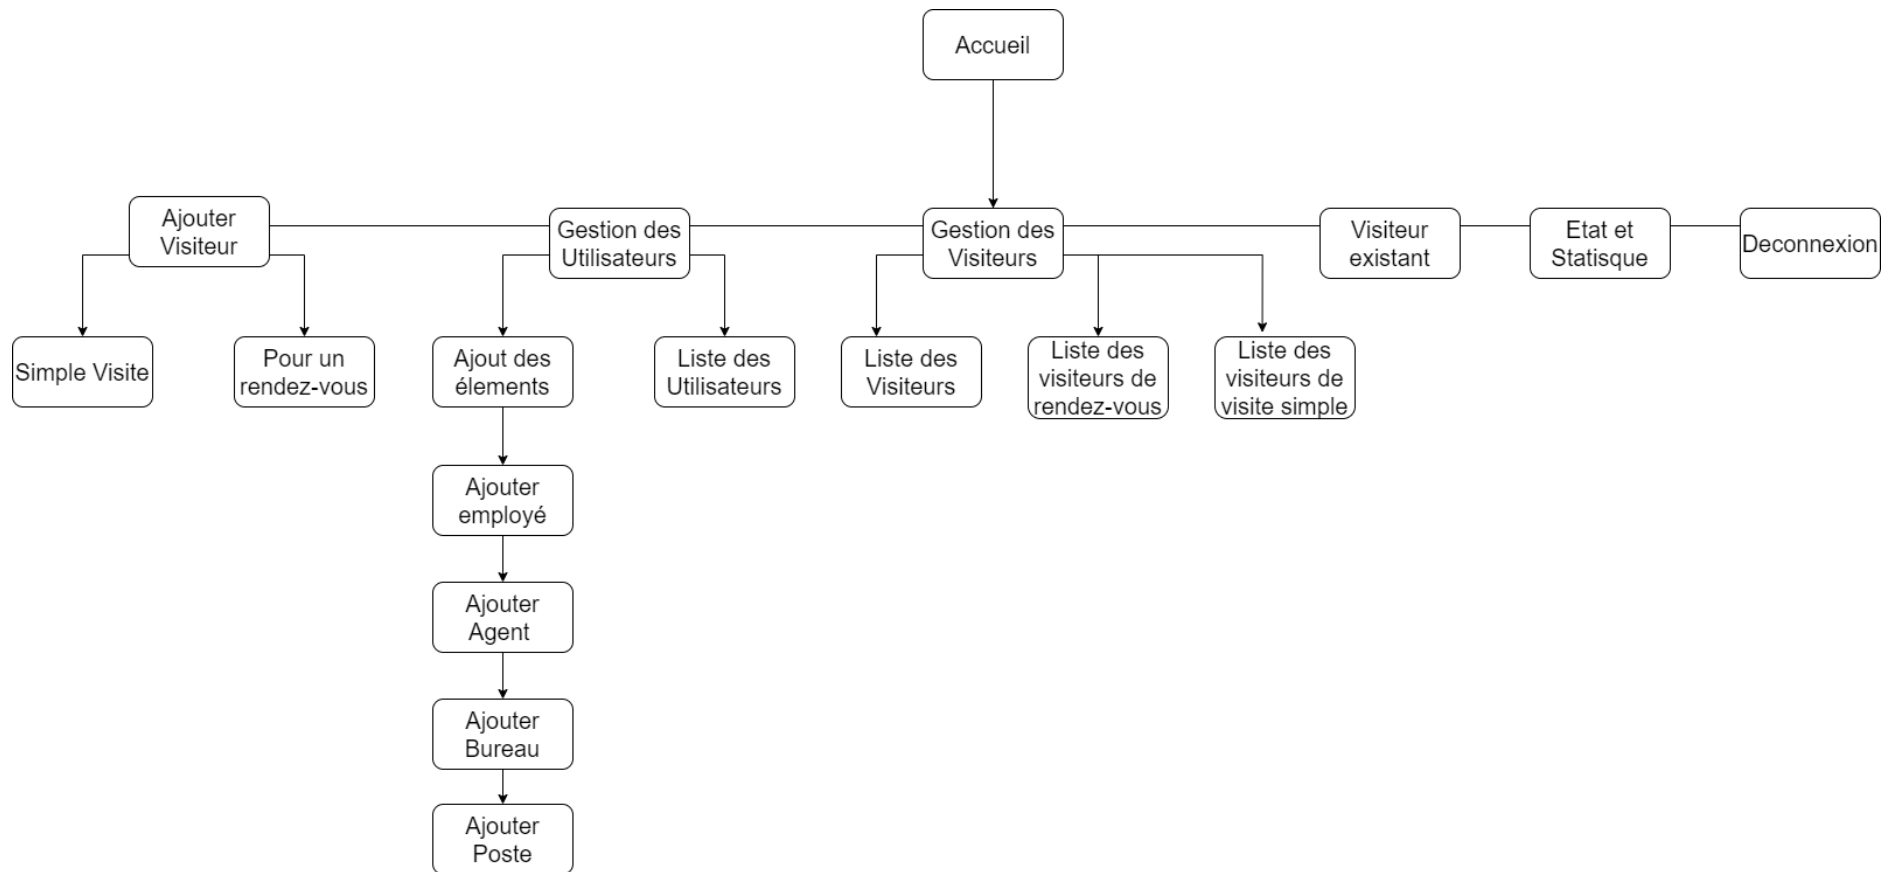 Accueil
Ajouter
Visiteur
Gestion des
Utilisateurs
Gestion des
Visiteurs
Visiteur
existant
Etat et
Statisque
Deconnexion
Simple Visite
Pour un
rendez-vous
Ajout des
élements
Liste des
Utilisateurs
Liste des
Visiteurs
Liste des
visiteurs de
rendez-vous
Liste des
visiteurs de
visite simple
Ajouter
employé
Ajouter
Agent
Ajouter
Bureau
Ajouter
Poste